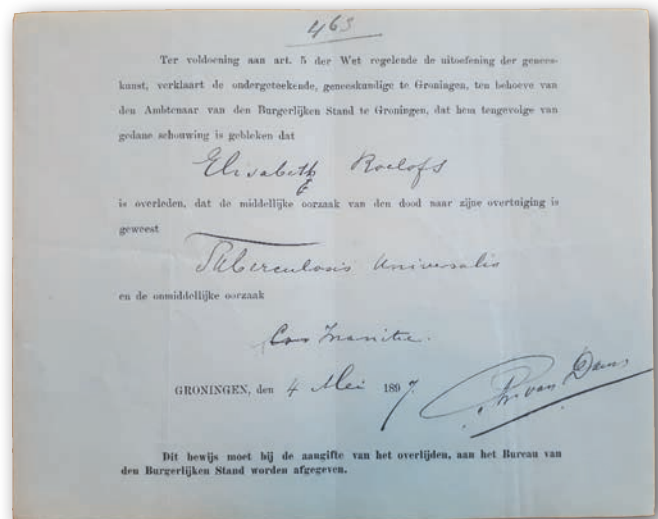 463
Ter voldoening aan art. 5 der Wet regelende de uitoefening der genees-
kunst, verklaart de ondergeteekende, geneeskundige te Groningen, ten behoeve van
den Ambtenaar van den Burgerlijken Stand te Groningen, dat hem tengevolge van
gedane schouwing is gebleken dat
Elisabeth Roelofs
is overleden, dat de middellijke oorzaak van den dood naar zijne overtuiging is
geweest
Tuberculosis Universalis
en de onmiddellijke oorzaak
Inanitie.
GRONINGEN, den 4 Mei 1897
van Dam
Dit bewijs moet bij de aangifte van het overlijden, aan het Bureau van
den Burgerlijken Stand worden afgegeven.